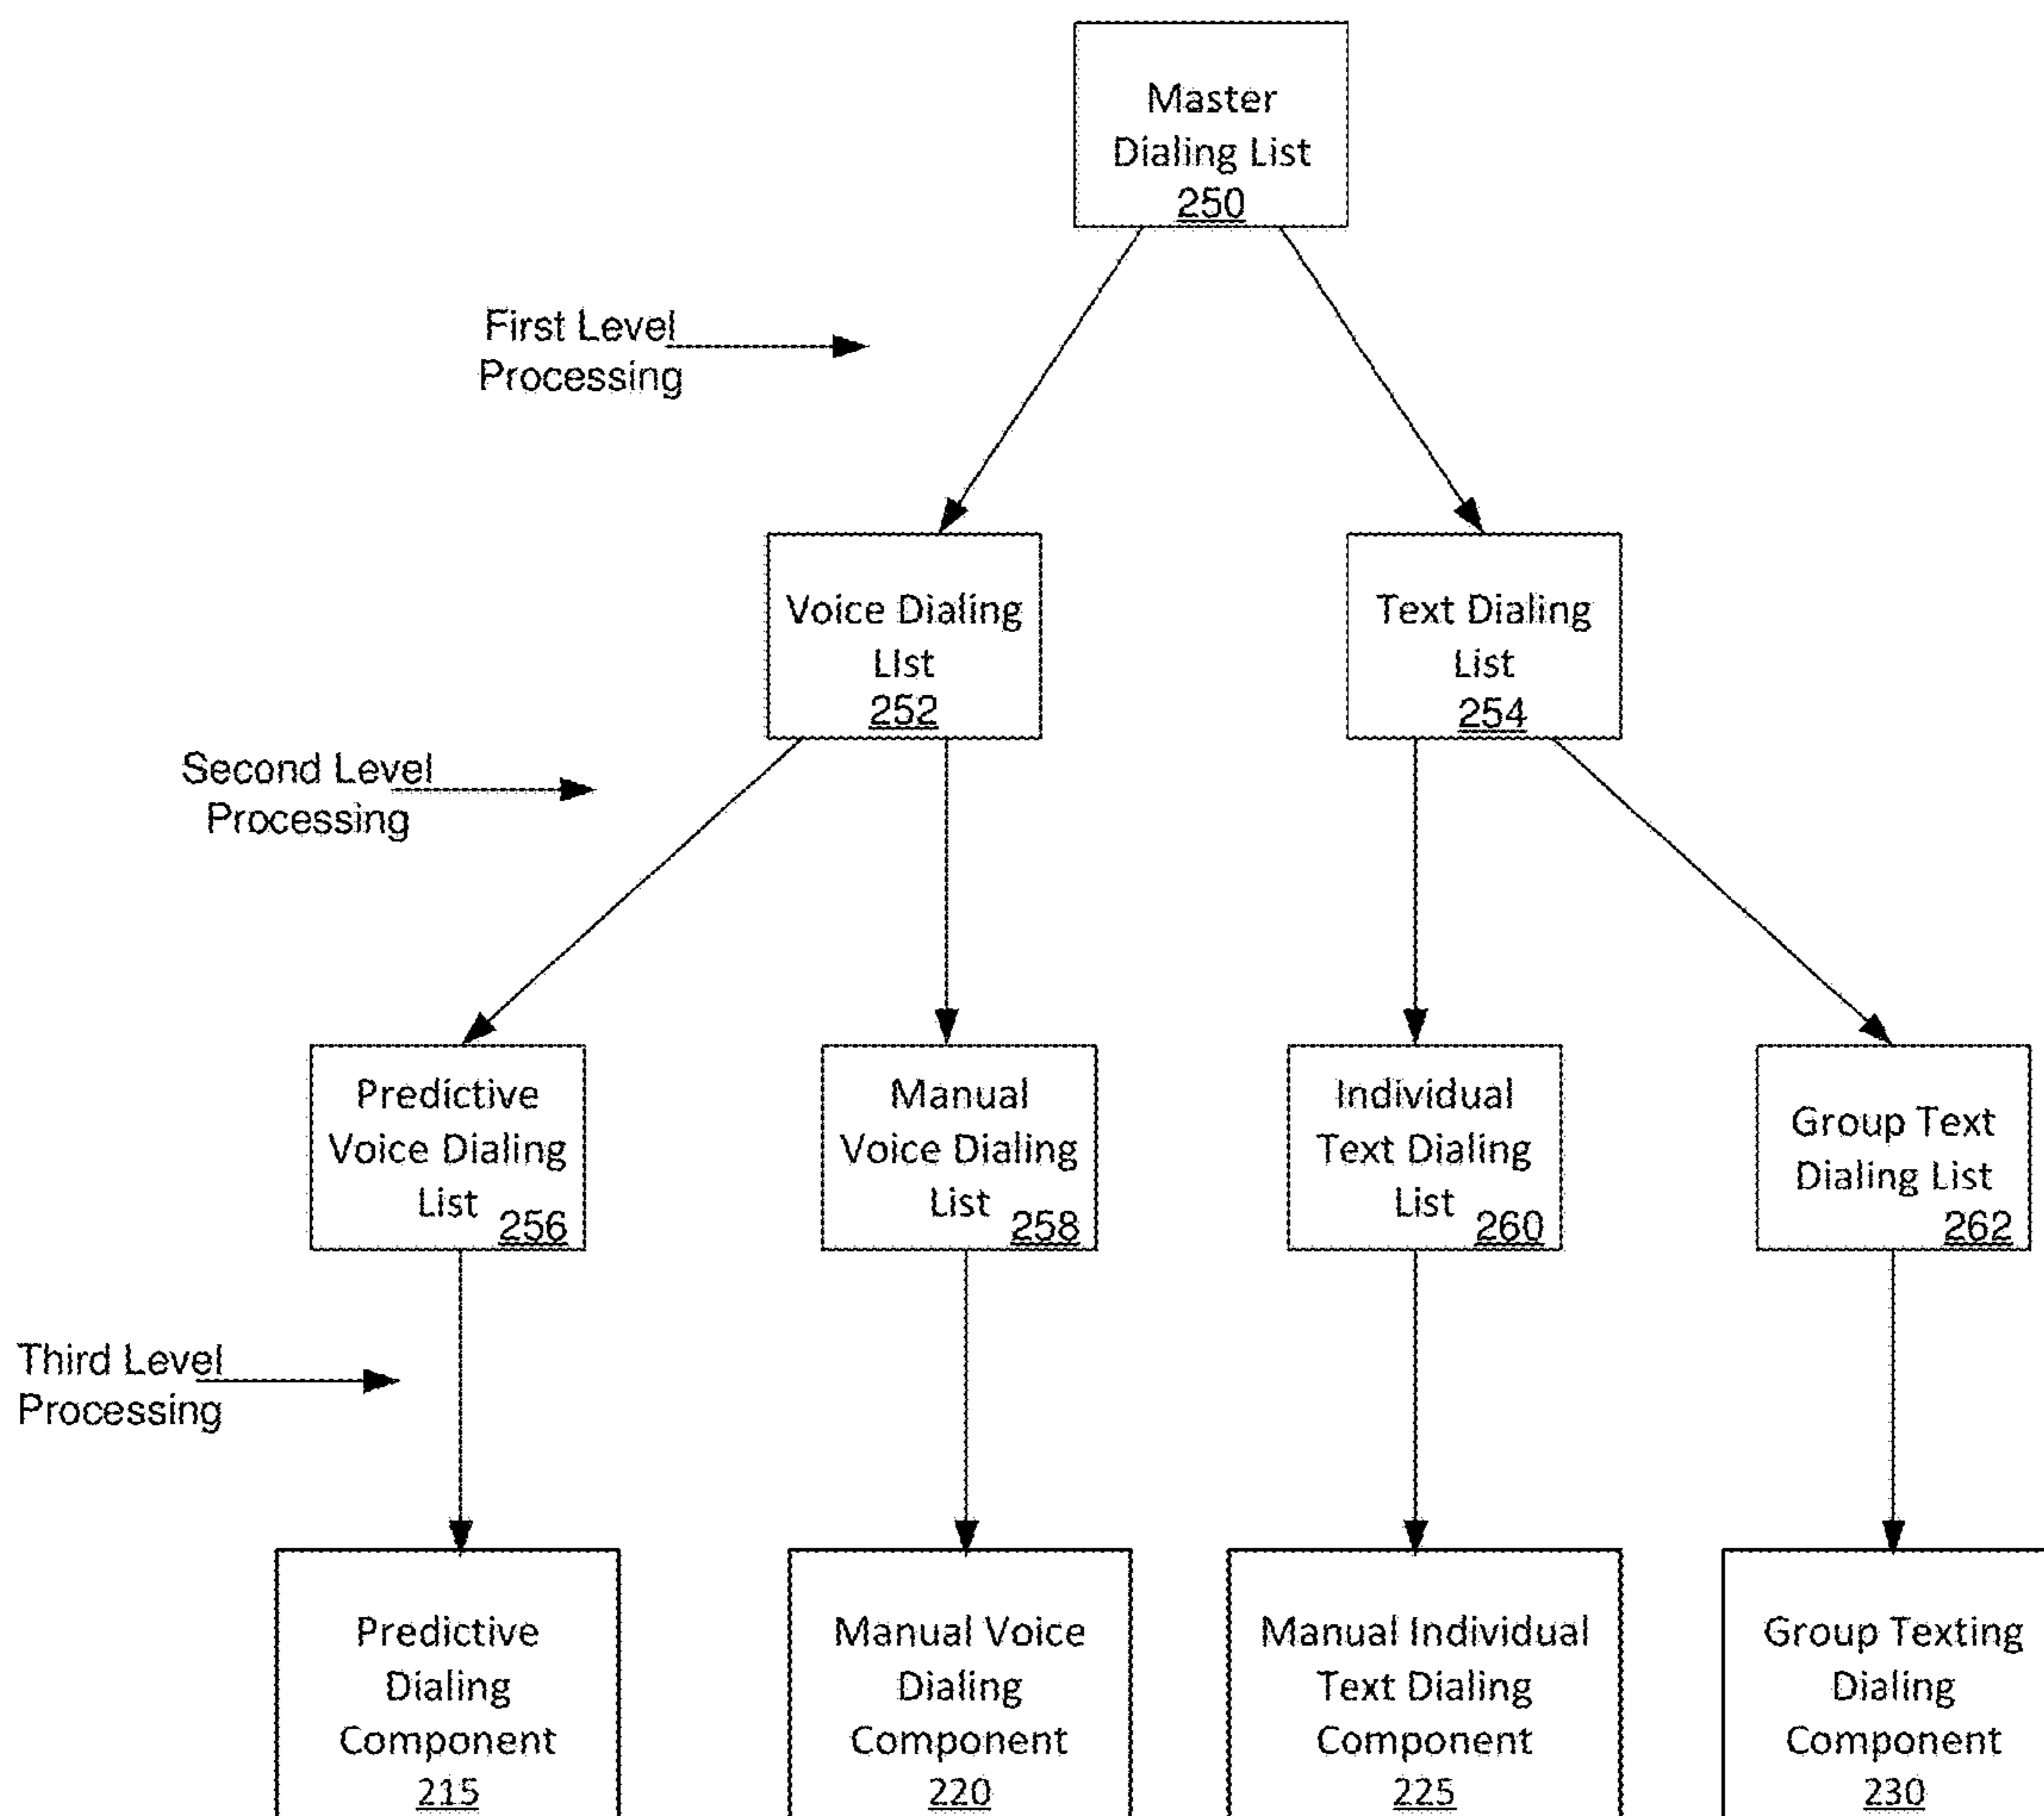 Master
Dialing List
250
First Level
Processing
Voice Dialing
LIst
252
Text Dialing
List
254
Second Level
Processing
Predictive
Voice Dialing
List
256
Manual
Voice Dialing
List
258
Individual
Text Dialing
List
260
Group Text
Dialing List
262
Third Level
Processing
Predictive
Dialing
Component
215
Manual Voice
Dialing
Component
220
Manual Individual
Text Dialing
Component
225
Group Texting
Dialing
Component
230